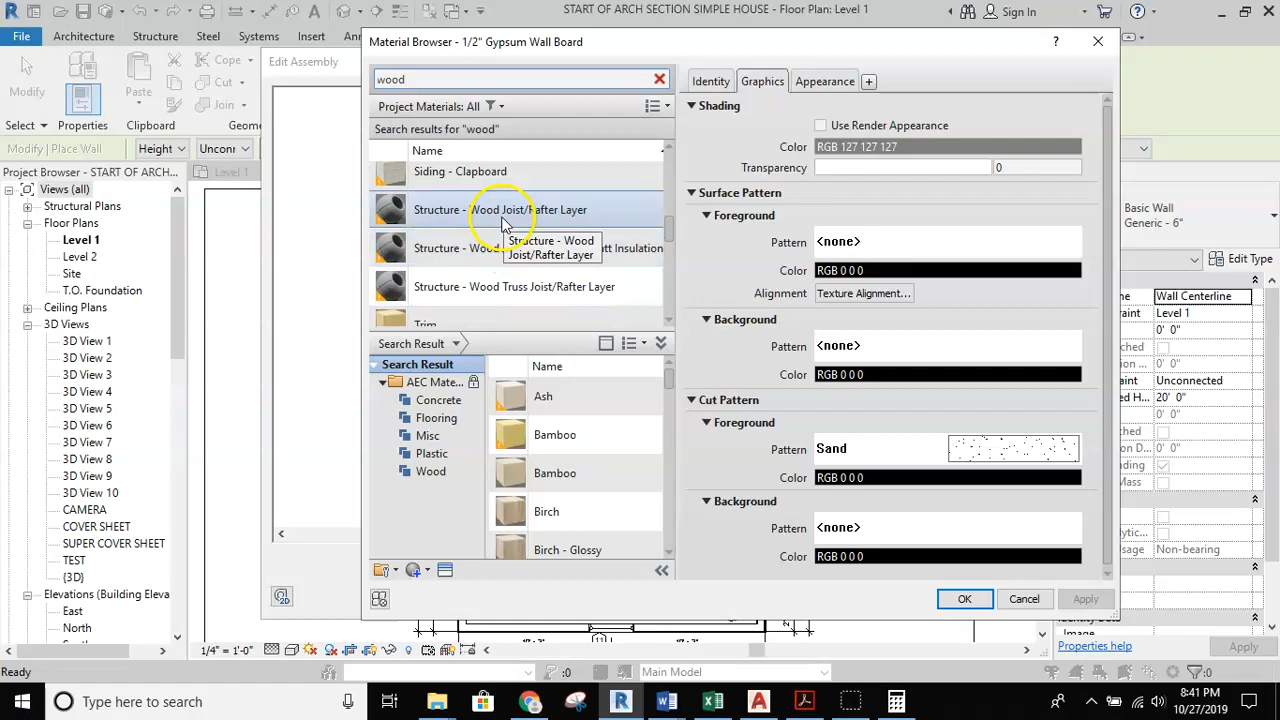 START OF ARCH SECTION SIMPLE HOUSE - Floor Plan: Level 1
Sign In
File
Architecture
Structure
Steel
Systems
Insert
Material Browser - 1/2" Gypsum Wall Board
Edit Assembly
Modify
Paste
Cope
Cut
Join
Select
Properties
Clipboard
Geome
Modify | Place Wall
Height
Unconn
Project Browser - START OF ARCH...
Level 1
Views (all)
Structural Plans
Floor Plans
Level 1
Level 2
Site
T.O. Foundation
Ceiling Plans
3D Views
3D View 1
3D View 2
3D View 3
3D View 4
3D View 5
3D View 6
3D View 7
3D View 8
3D View 9
3D View 10
CAMERA
COVER SHEET
SUPER COVER SHEET
TEST
{3D}
Elevations (Building Eleva
East
North
wood
Project Materials: All
Search results for "wood"
Name
Siding - Clapboard
Structure - Wood Joist/Rafter Layer
Structure - Wood
tt Insulation
Structure - Wood
Joist/Rafter Layer
Structure - Wood Truss Joist/Rafter Layer
Trim
Search Result
Search Result
AEC Mate...
Concrete
Flooring
Misc
Plastic
Wood
Name
Ash
Bamboo
Bamboo
Birch
Birch - Glossy
Identity
Graphics
Appearance
Shading
Use Render Appearance
Color
RGB 127 127 127
Transparency
0
Surface Pattern
Foreground
Pattern
<none>
Color
RGB 0 0 0
Alignment
Texture Alignment...
Background
Pattern
<none>
Color
RGB 0 0 0
Cut Pattern
Foreground
Pattern
Sand
Color
RGB 0 0 0
Background
Pattern
<none>
Color
RGB 0 0 0
OK
Cancel
Apply
Basic Wall
Generic - 6"
Edit Type
Wall Centerline
Level 1
0' 0"
Unconnected
20' 0"
0' 0"
Mass
Non-bearing
Image
Properties help
Apply
1/4" = 1'-0"
Ready
:0
Main Model
:0
Type here to search
8:41 PM
10/27/2019